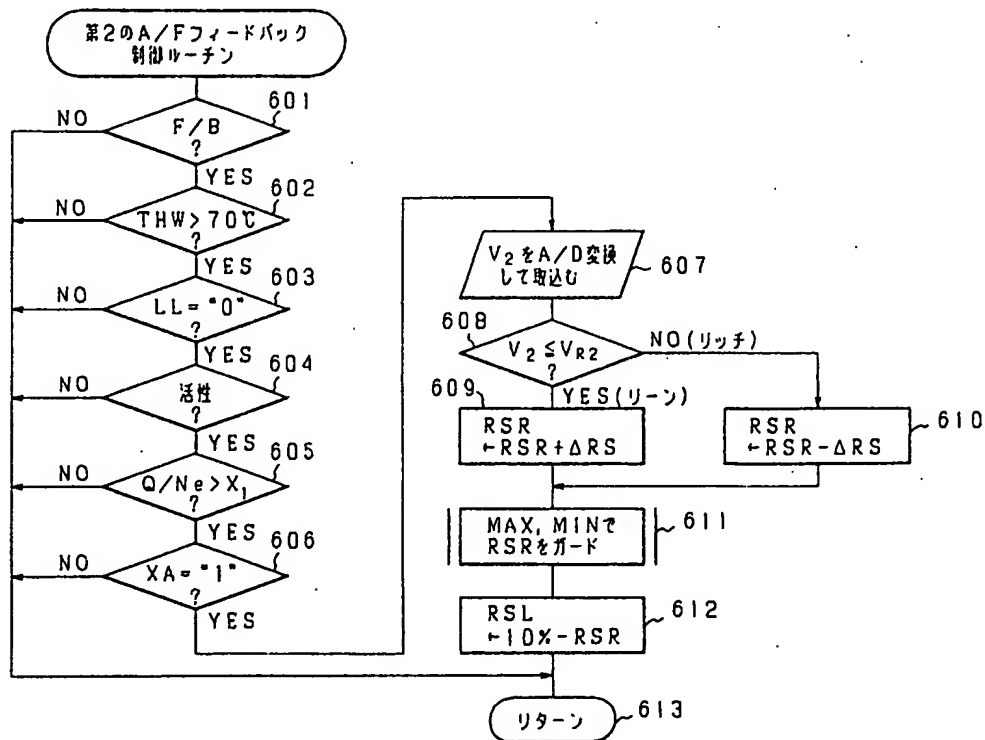 第2のA/Fフィードバック
制御ルーチン
601
F/B
?
NO
YES
602
THW>70℃
?
NO
YES
603
LL="0"
?
NO
YES
604
活性
?
NO
YES
605
Q/Ne>X1
?
NO
YES
606
XA="1"
?
NO
YES
V2をA/D変換
して取込む
607
608
V2≦VR2
?
NO(リッチ)
YES(リーン)
609
RSR
←RSR+ΔRS
RSR
←RSR-ΔRS
610
MAX,MINで
RSRをガード
611
RSL
←10%-RSR
612
リターン
613